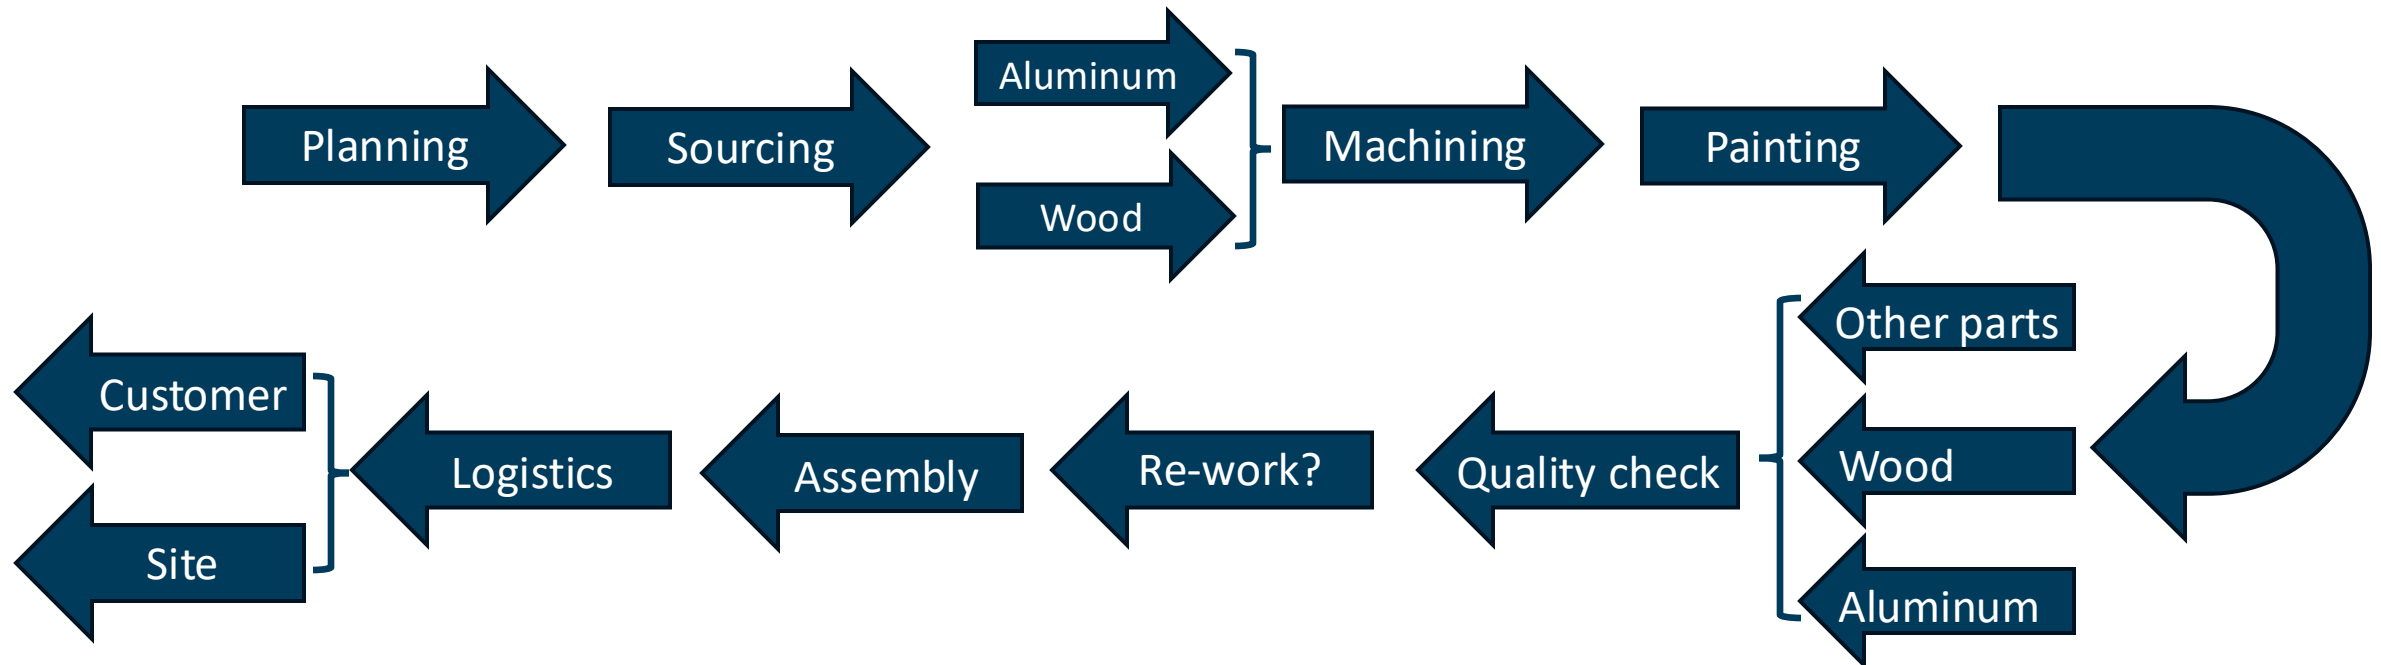 Planning
Sourcing
Aluminum
Wood
Machining
Painting
Other parts
Wood
Aluminum
Quality check
Re-work?
Assembly
Logistics
Customer
Site